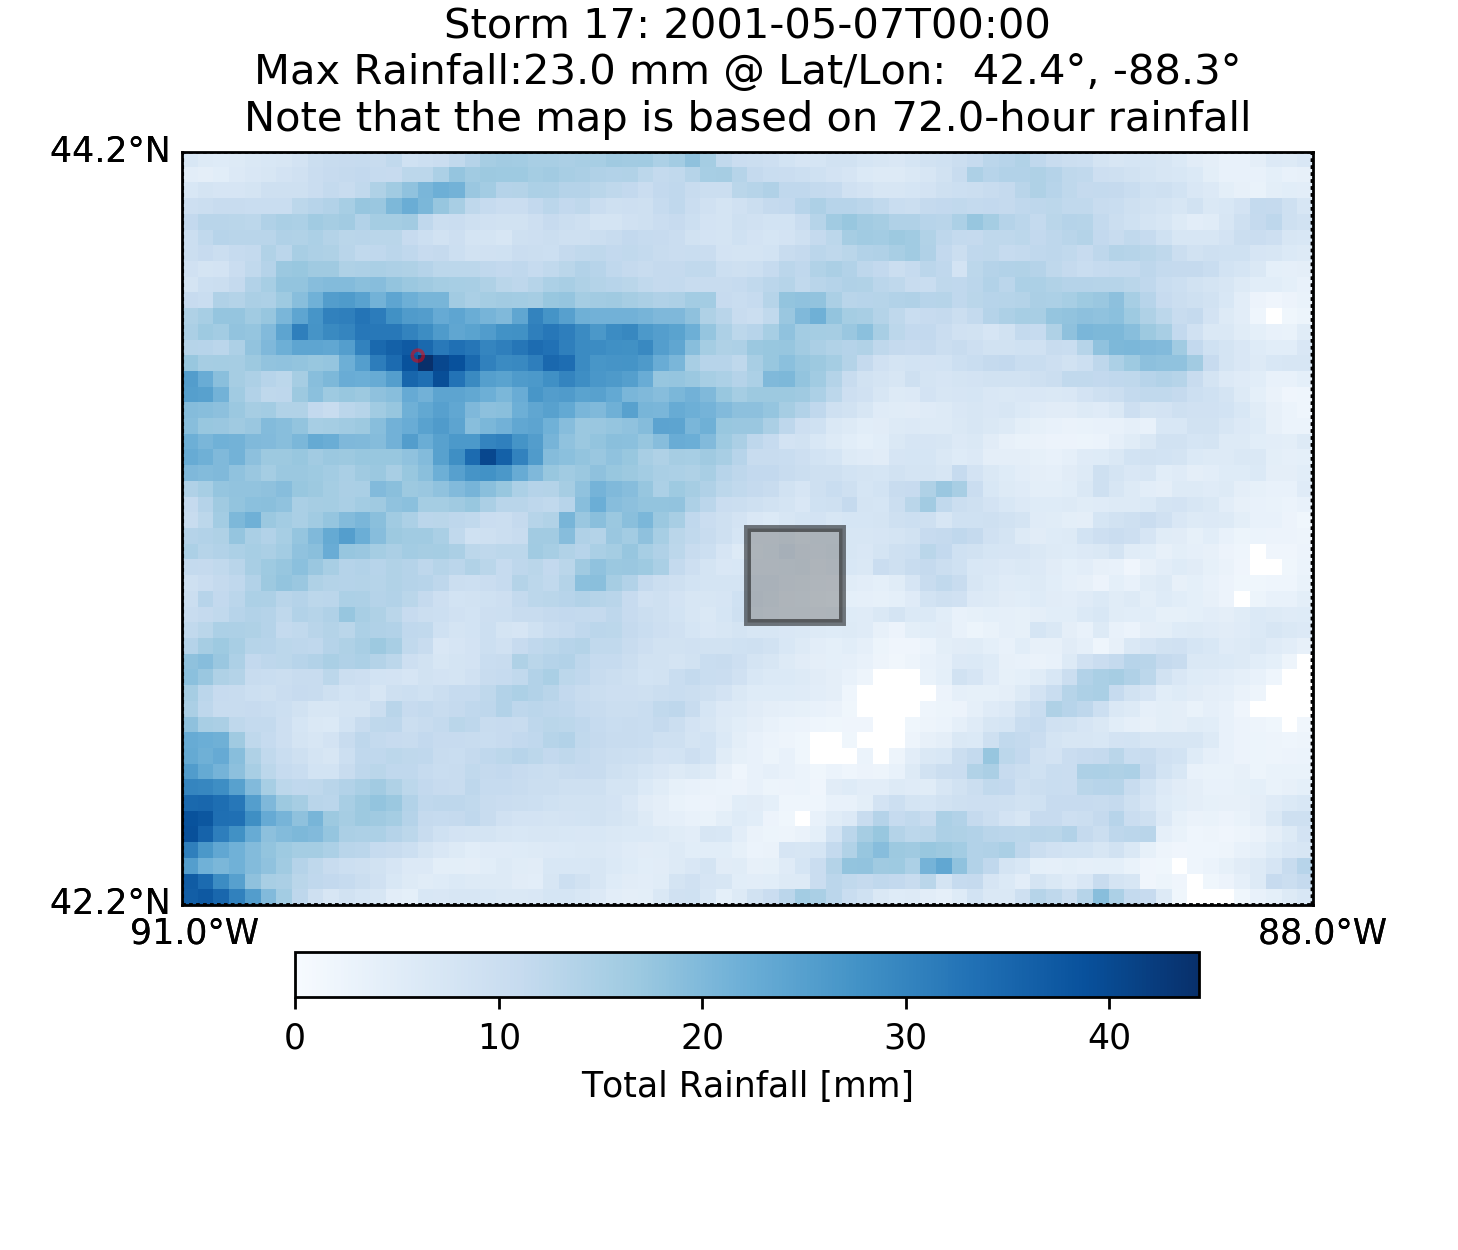 Storm 17: 2001-05-07T00:00
Max Rainfall:23.0 mm @ Lat/Lon:  42.4°, -88.3°
Note that the map is based on 72.0-hour rainfall
44.2°N
42.2°N
91.0°W
88.0°W
0 10 20 30 40
Total Rainfall [mm]